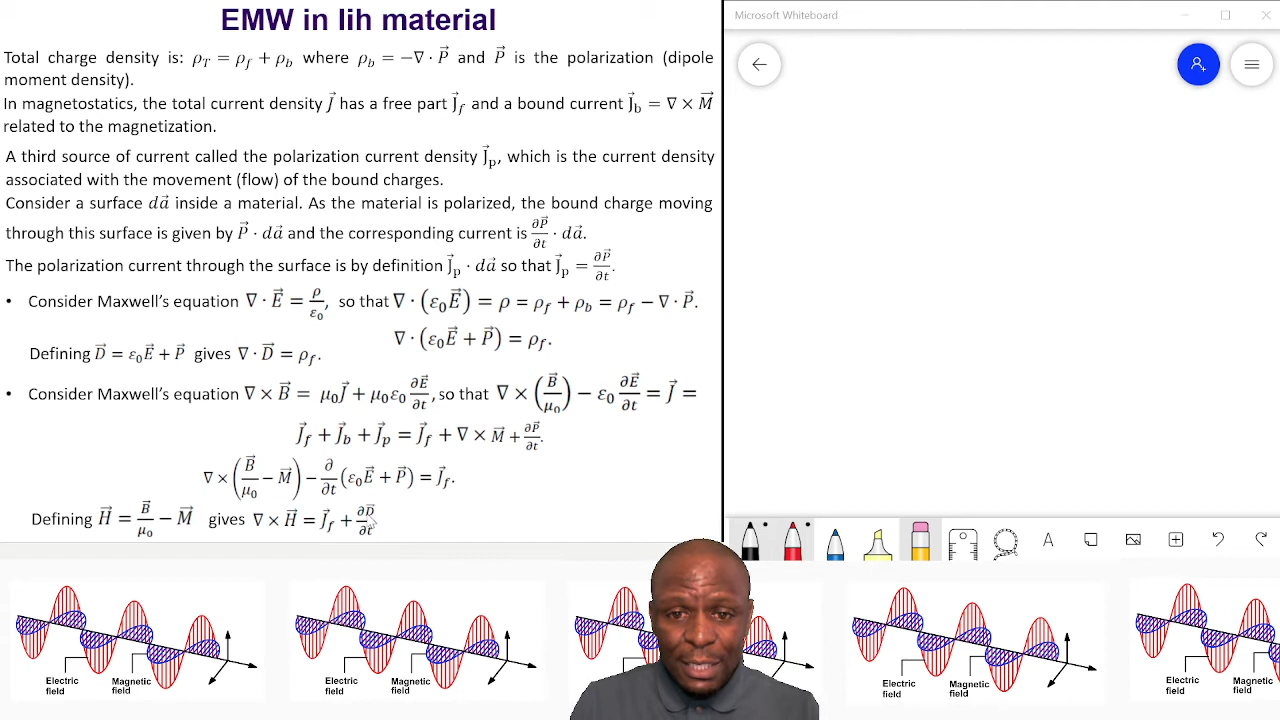 EMW in lih material
Microsoft Whiteboard
Total charge density is: ρ_T = ρ_f + ρ_b where ρ_b = −∇ · P⃗ and P⃗ is the polarization (dipole
moment density).
In magnetostatics, the total current density J⃗ has a free part J⃗_f and a bound current J⃗_b = ∇ × M⃗
related to the magnetization.
A third source of current called the polarization current density J⃗_p, which is the current density
associated with the movement (flow) of the bound charges.
Consider a surface da⃗ inside a material. As the material is polarized, the bound charge moving
through this surface is given by P⃗ · da⃗ and the corresponding current is ∂P⃗/∂t · da⃗.
The polarization current through the surface is by definition J⃗_p · da⃗ so that J⃗_p = ∂P⃗/∂t.
• Consider Maxwell's equation ∇ · E⃗ = ρ/ε₀, so that ∇ · (ε₀E⃗) = ρ = ρ_f + ρ_b = ρ_f − ∇ · P⃗.
∇ · (ε₀E⃗ + P⃗) = ρ_f.
Defining D⃗ = ε₀E⃗ + P⃗ gives ∇ · D⃗ = ρ_f.
• Consider Maxwell's equation ∇ × B⃗ = μ₀J⃗ + μ₀ε₀ ∂E⃗/∂t, so that ∇ × (B⃗/μ₀) − ε₀ ∂E⃗/∂t = J⃗ =
J⃗_f + J⃗_b + J⃗_p = J⃗_f + ∇ × M⃗ + ∂P⃗/∂t.
∇ × (B⃗/μ₀ − M⃗) − ∂/∂t (ε₀E⃗ + P⃗) = J⃗_f.
Defining H⃗ = B⃗/μ₀ − M⃗ gives ∇ × H⃗ = J⃗_f + ∂D⃗/∂t
A
Electric
field
Magnetic
field
Electric
field
Magnetic
field
Electric
field
Magnetic
field
Electric
field
Magnetic
field